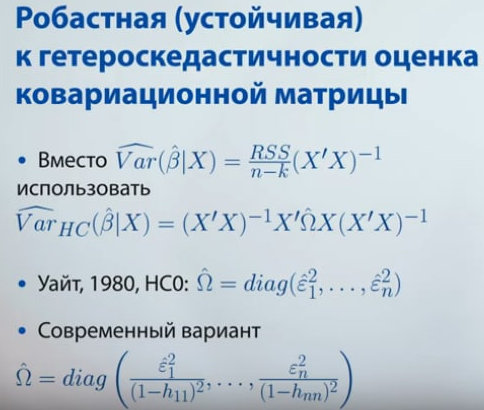 Робастная (устойчивая)
к гетероскедастичности оценка
ковариационной матрицы
• Вместо $\widehat{Var}(\hat{\beta}|X) = \frac{RSS}{n-k}(X'X)^{-1}$
использовать
$\widehat{Var}_{HC}(\hat{\beta}|X) = (X'X)^{-1}X'\hat{\Omega}X(X'X)^{-1}$
• Уайт, 1980, HC0: $\hat{\Omega} = diag(\hat{\varepsilon}_1^2, \ldots, \hat{\varepsilon}_n^2)$
• Современный вариант
$\hat{\Omega} = diag\left(\frac{\hat{\varepsilon}_1^2}{(1-h_{11})^2}, \ldots, \frac{\hat{\varepsilon}_n^2}{(1-h_{nn})^2}\right)$